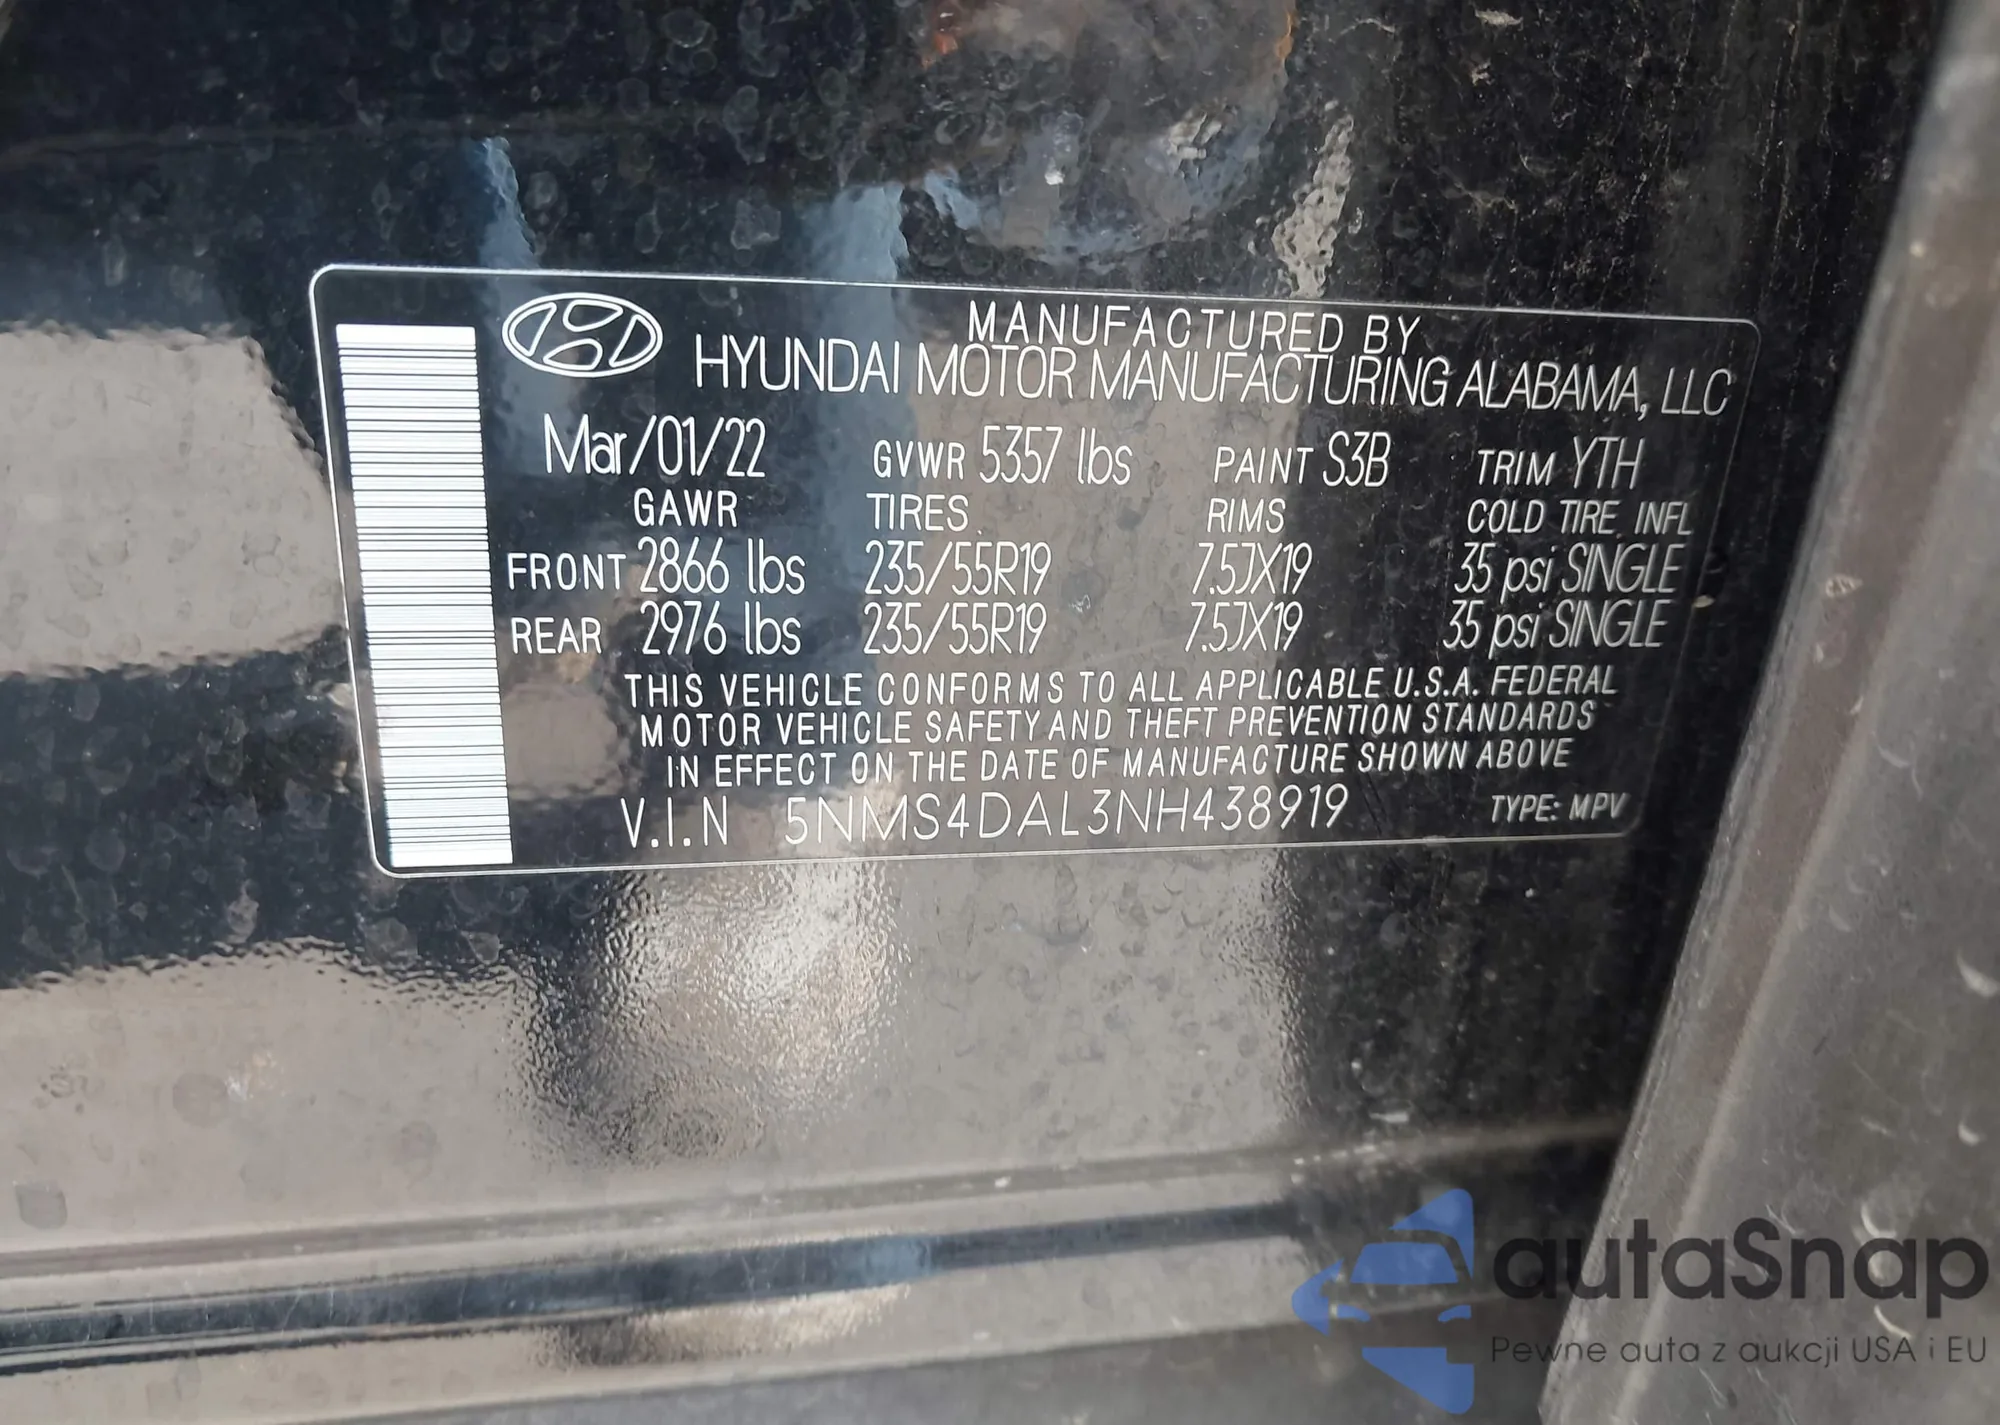 MANUFACTURED BY
HYUNDAI MOTOR MANUFACTURING ALABAMA, LLC
Mar/01/22 GVWR 5357 lbs PAINT S3B TRIM YTH
GAWR TIRES RIMS COLD TIRE INFL
FRONT 2866 lbs 235/55R19 7.5JX19 35 psi SINGLE
REAR 2976 lbs 235/55R19 7.5JX19 35 psi SINGLE
THIS VEHICLE CONFORMS TO ALL APPLICABLE U.S.A. FEDERAL
MOTOR VEHICLE SAFETY AND THEFT PREVENTION STANDARDS
IN EFFECT ON THE DATE OF MANUFACTURE SHOWN ABOVE
V.I.N 5NMS4DAL3NH438919 TYPE: MPV
autaSnap
Pewne auta z aukcji USA i EU